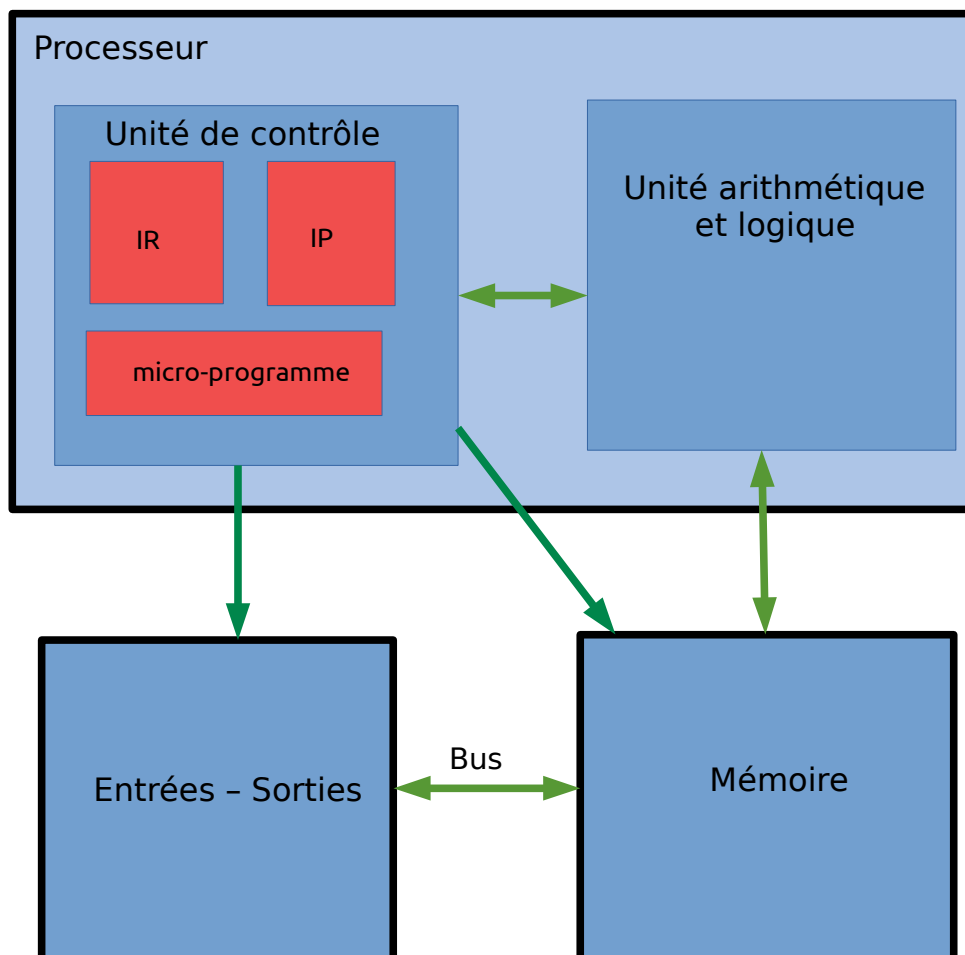 Processeur
Unité de contrôle
IR
IP
micro-programme
Unité arithmétique
et logique
Bus
Entrées – Sorties
Mémoire